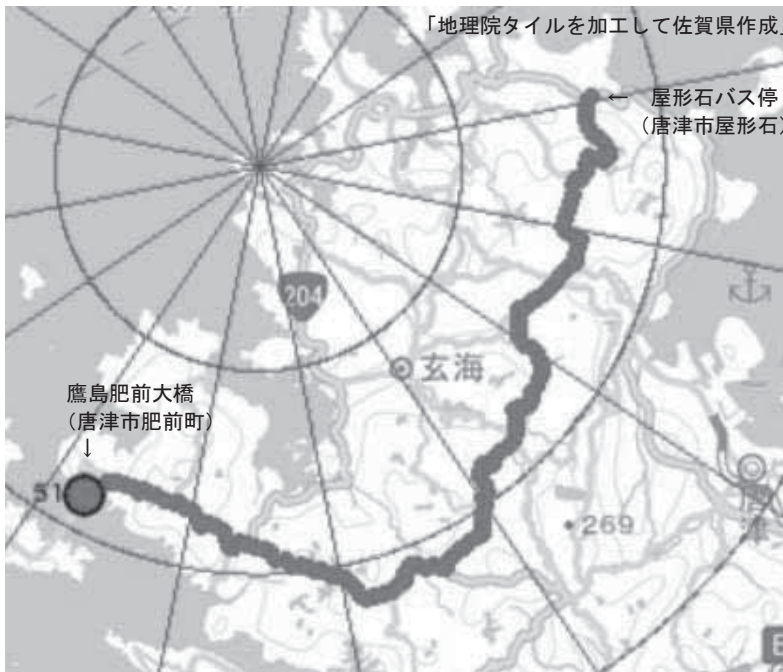 「地理院タイルを加工して佐賀県作成」
← 屋形石バス停
(唐津市屋形石)
204
玄海
鷹島肥前大橋
(唐津市肥前町)
↓
51
唐津
269